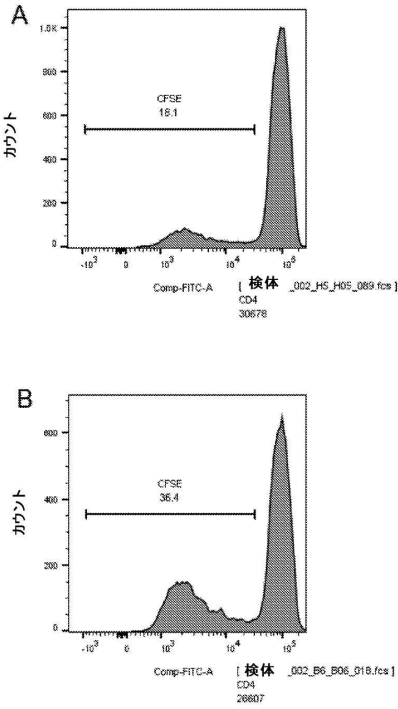 A
1.0K
800
600
400
200
0
カウント
CFSE
18.1
-10³ 0 10³ 10⁴ 10⁵
Comp-FITC-A
[ 検体 _002_H5_H05_089.fcs ]
CD4
30678
B
600
400
200
0
カウント
CFSE
36.4
-10³ 0 10³ 10⁴ 10⁵
Comp-FITC-A
[ 検体 _002_B6_B06_018.fcs ]
CD4
26607